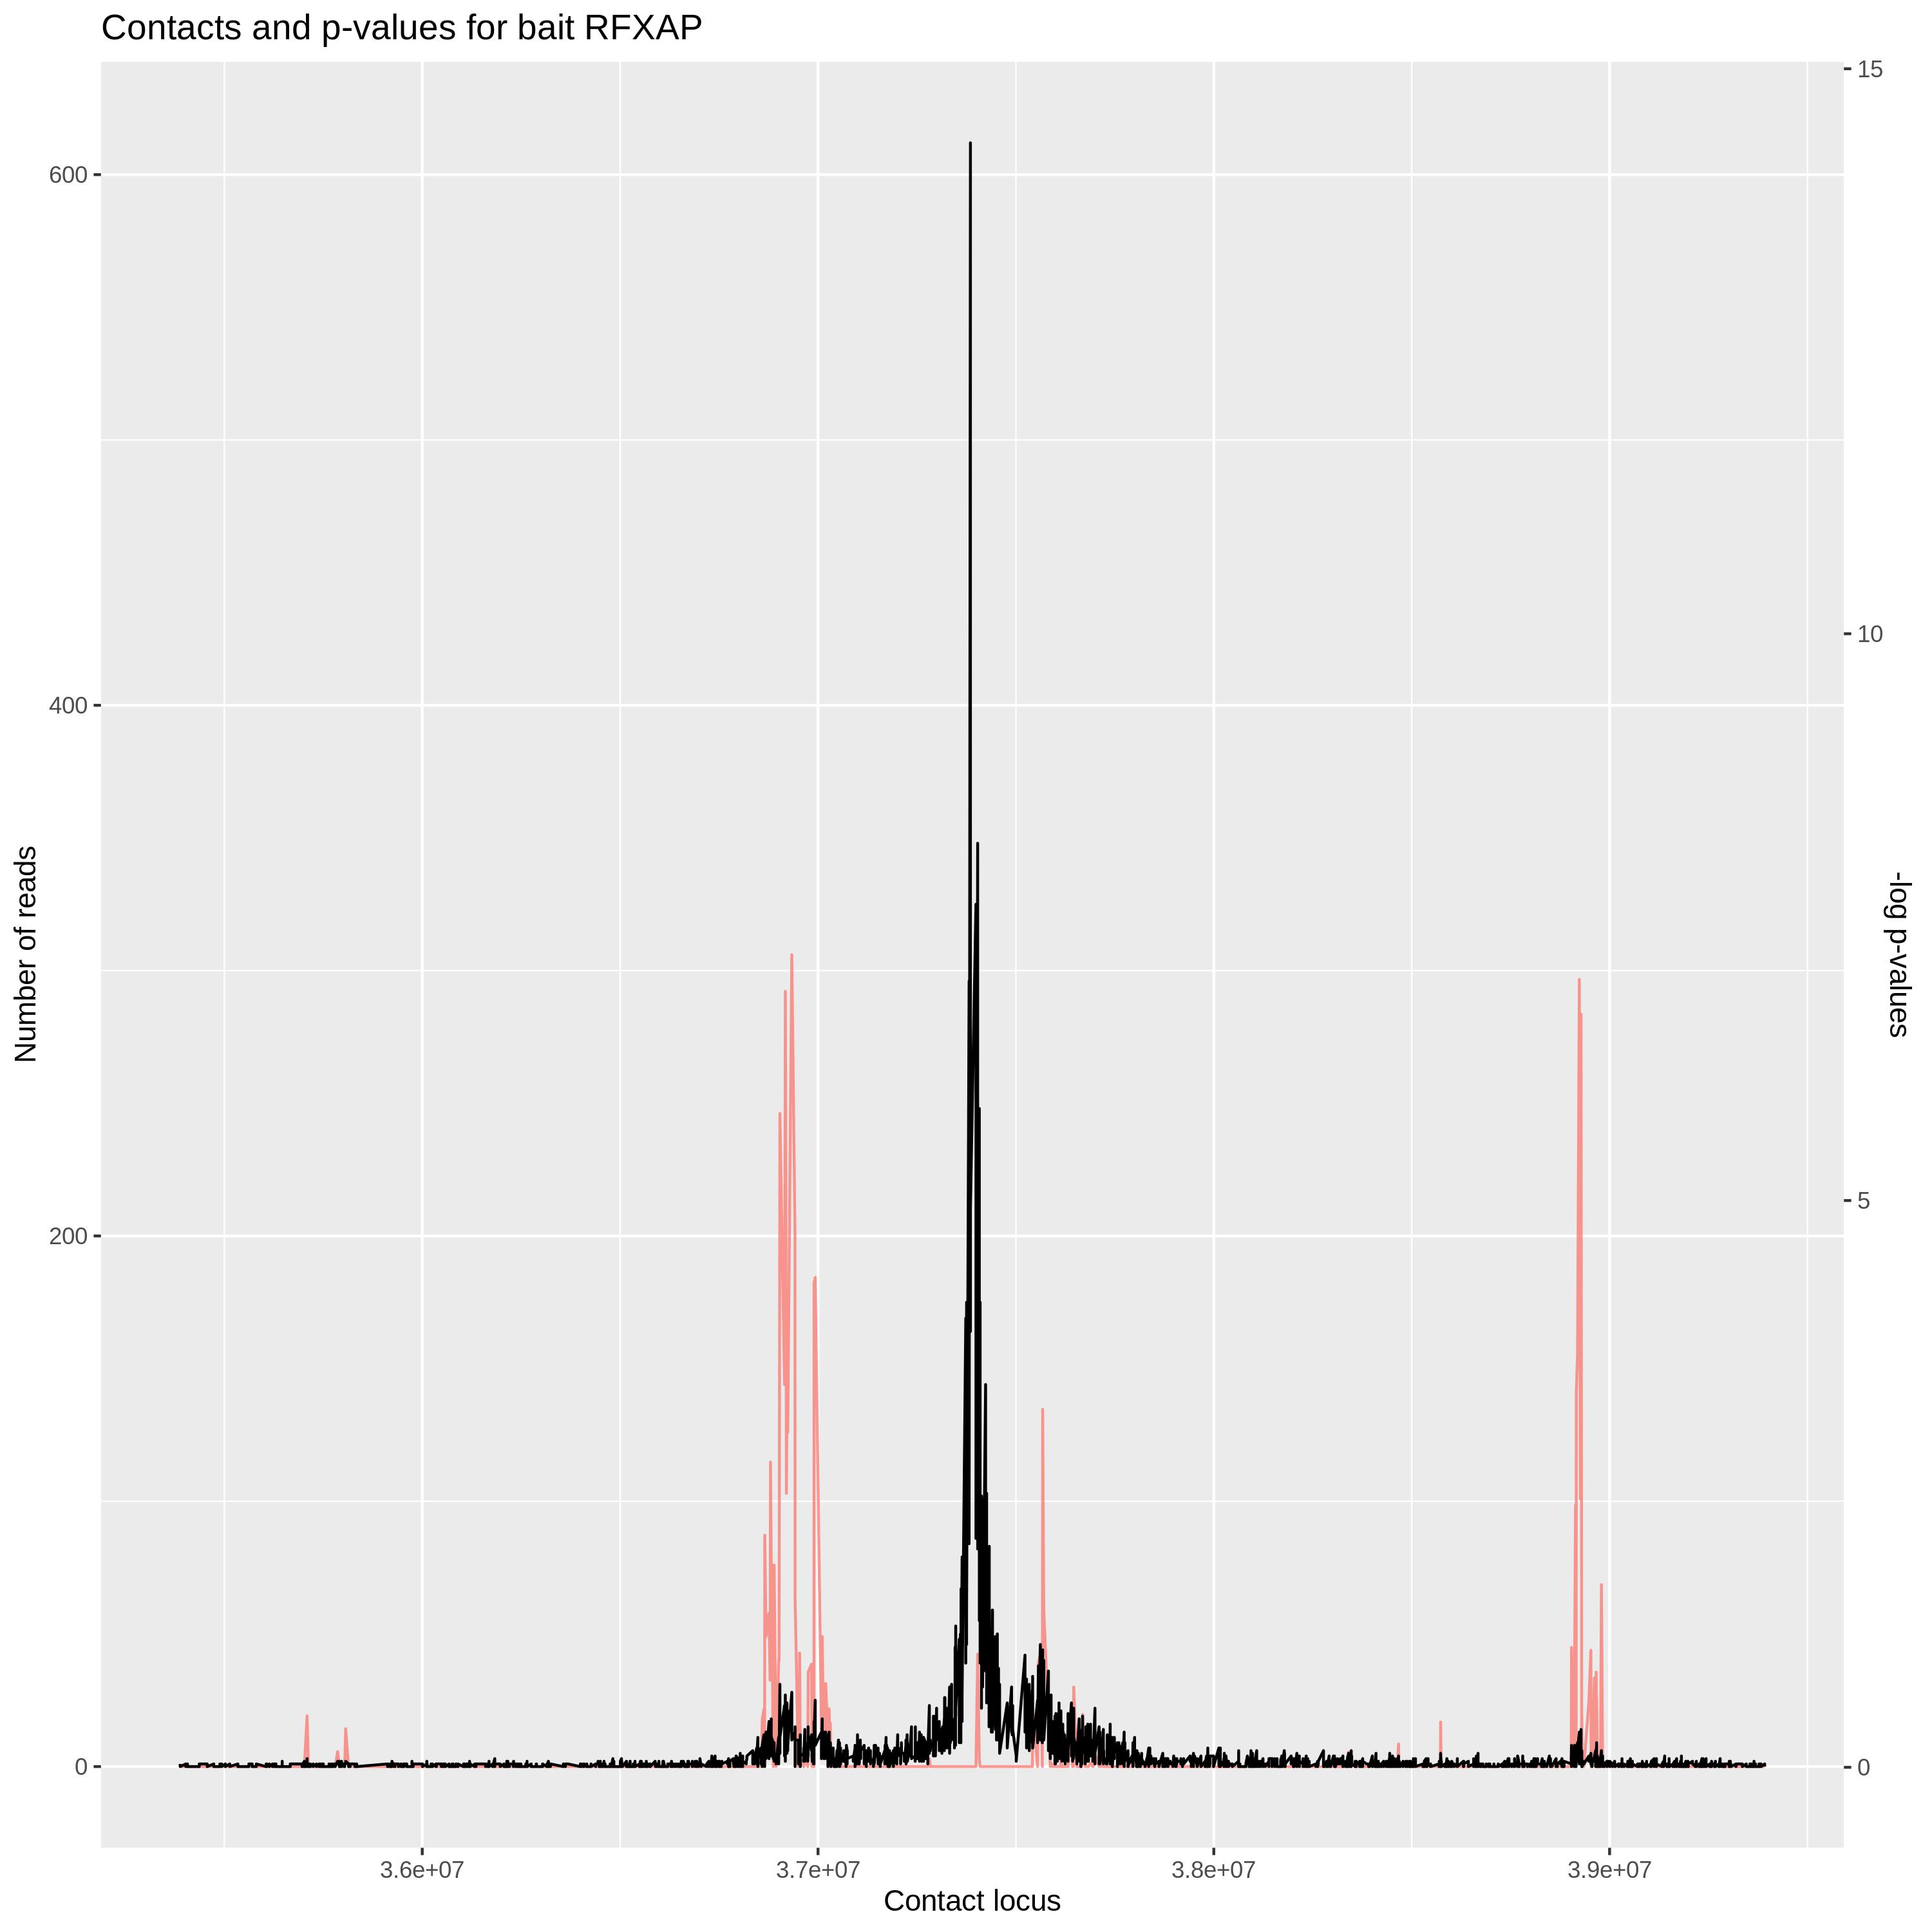 Contacts and p-values for bait RFXAP
15
600
10
400
Number of reads
-log p-values
5
200
0
0
3.6e+07
3.7e+07
3.8e+07
3.9e+07
Contact locus